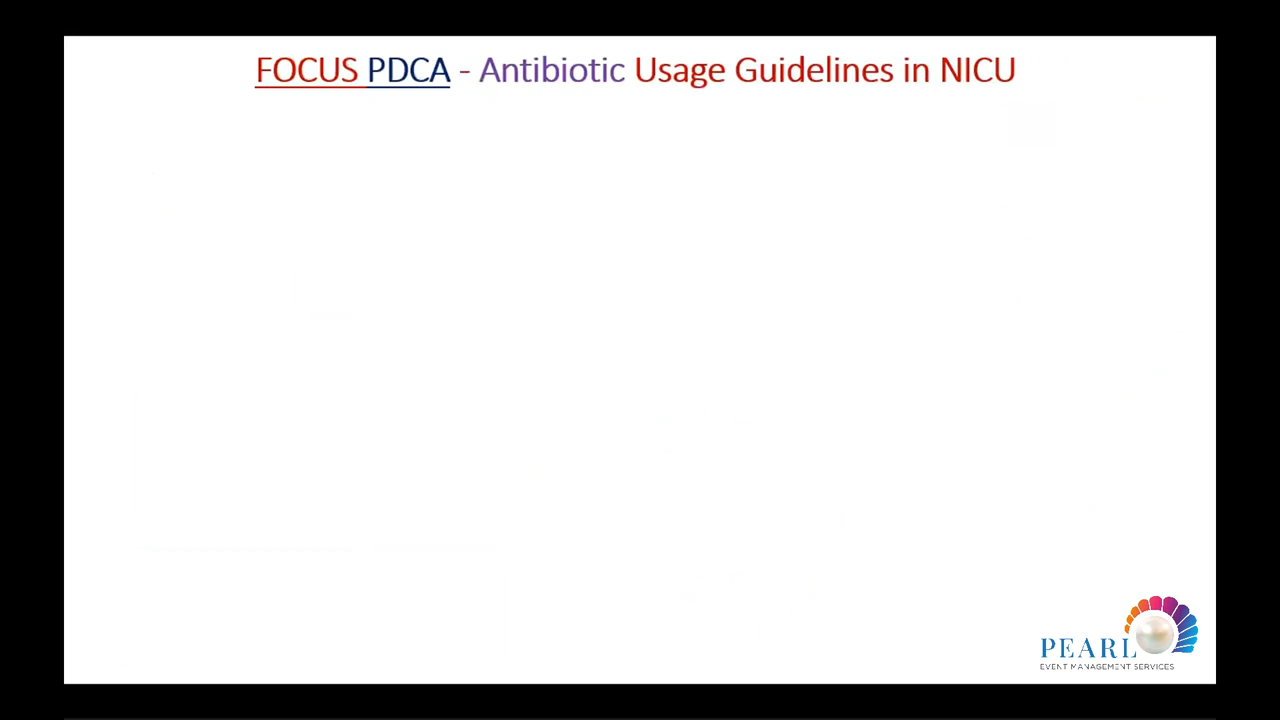 FOCUS PDCA - Antibiotic Usage Guidelines in NICU
PEARL
EVENT MANAGEMENT SERVICES